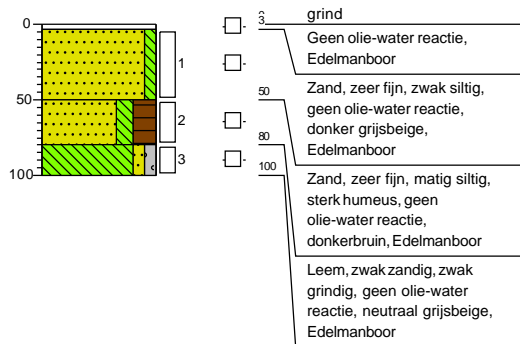 0
50
100
1
2
3
0
3
50
80
100
grind
Geen olie-water reactie,
Edelmanboor
Zand, zeer fijn, zwak siltig,
geen olie-water reactie,
donker grijsbeige,
Edelmanboor
Zand, zeer fijn, matig siltig,
sterk humeus, geen
olie-water reactie,
donkerbruin, Edelmanboor
Leem, zwak zandig, zwak
grindig, geen olie-water
reactie, neutraal grijsbeige,
Edelmanboor